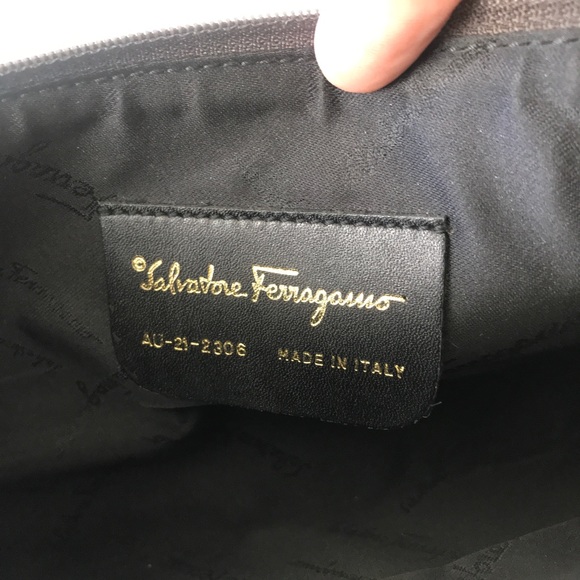 © Salvatore Ferragamo
AU-21-2306 MADE IN ITALY